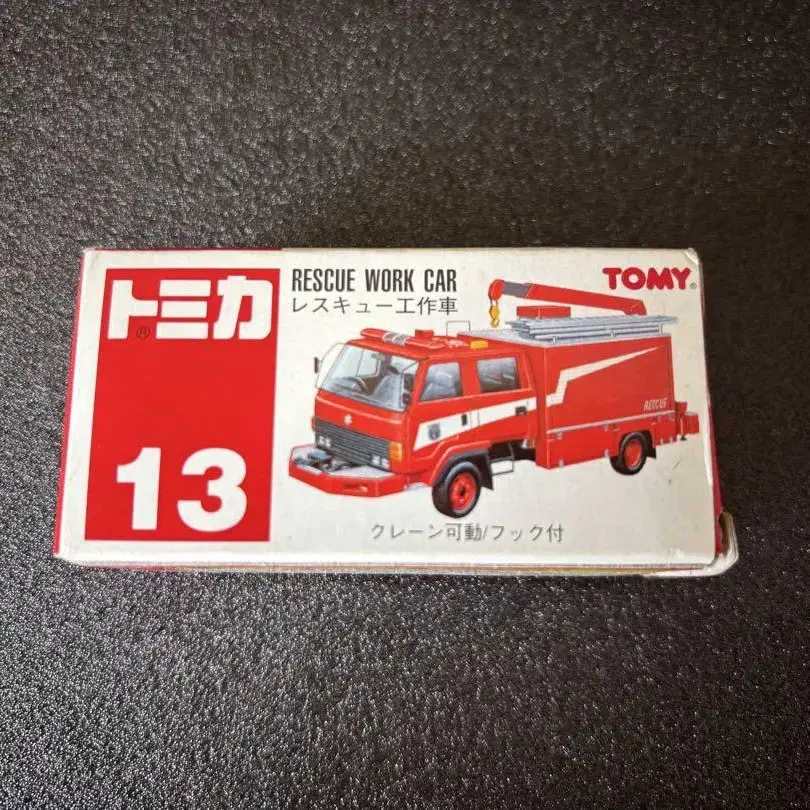 トミカ®
13
RESCUE WORK CAR
レスキュー工作車
TOMY®
RETCUE
クレーン可動/フック付